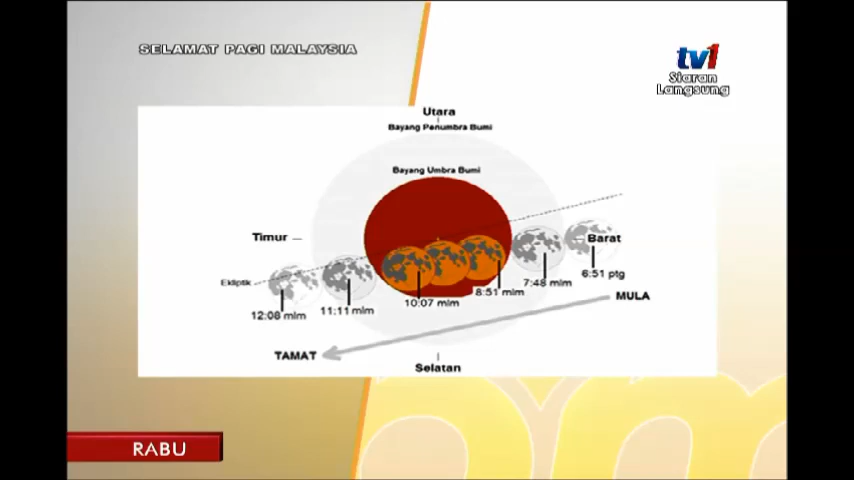 SELAMAT PAGI MALAYSIA
tv1
Siaran
Langsung
Utara
Bayang Penumbra Bumi
Bayang Umbra Bumi
Timur
Barat
Ekliptik
6:51 ptg
7:48 mlm
8:51 mlm
10:07 mlm
11:11 mlm
12:08 mlm
MULA
TAMAT
Selatan
RABU